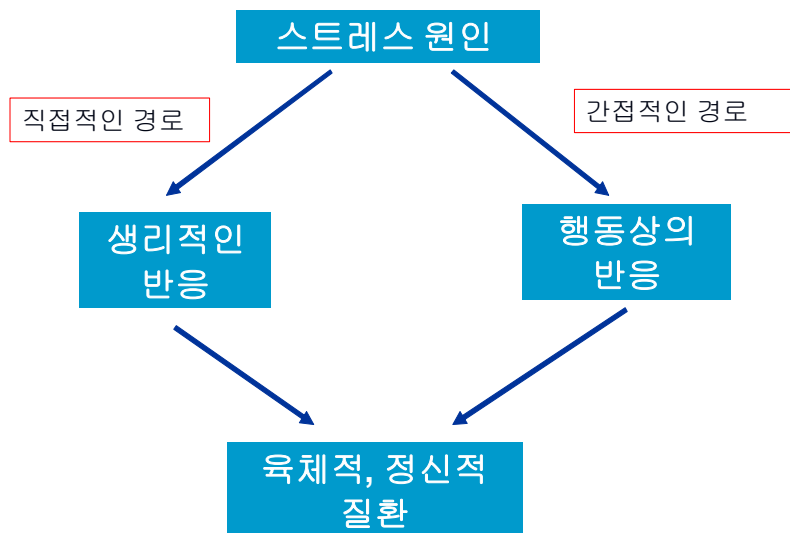 스트레스 원인
직접적인 경로
간접적인 경로
생리적인
반응
행동상의
반응
육체적, 정신적
질환